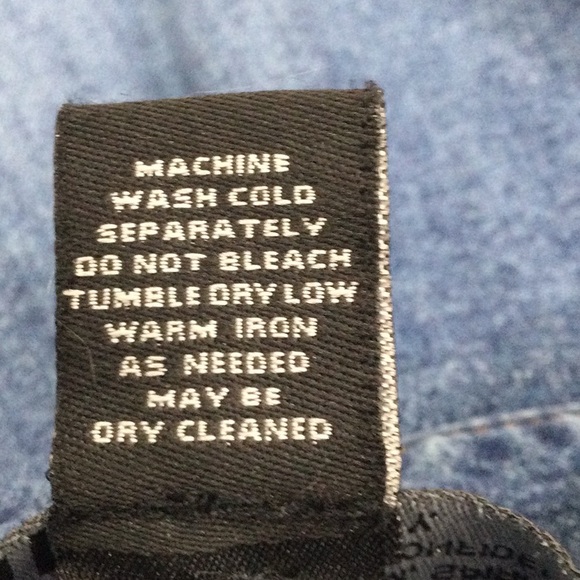 MACHINE
WASH COLD
SEPARATELY
DO NOT BLEACH
TUMBLE DRY LOW
WARM IRON
AS NEEDED
MAY BE
DRY CLEANED